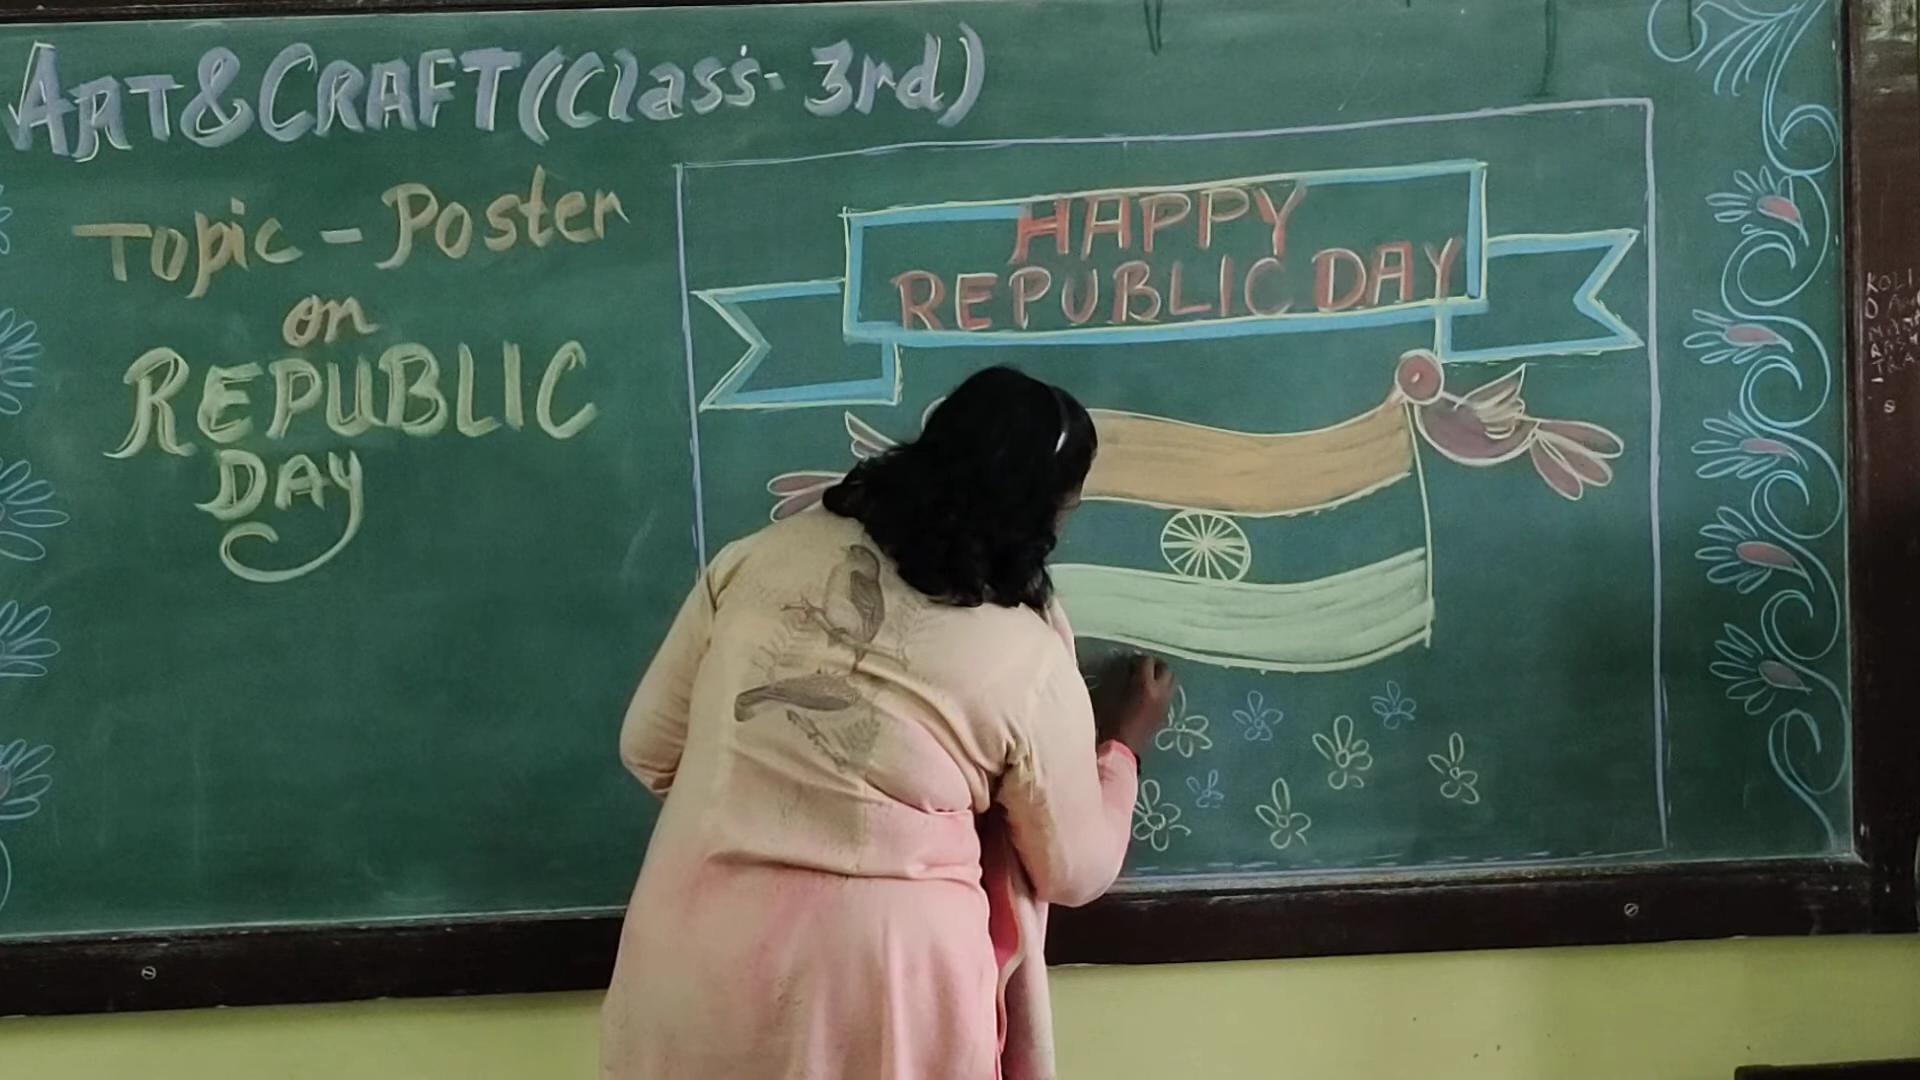 ART&CRAFT(Class- 3rd)
Topic - Poster
on
REPUBLIC
DAY
HAPPY
REPUBLIC DAY